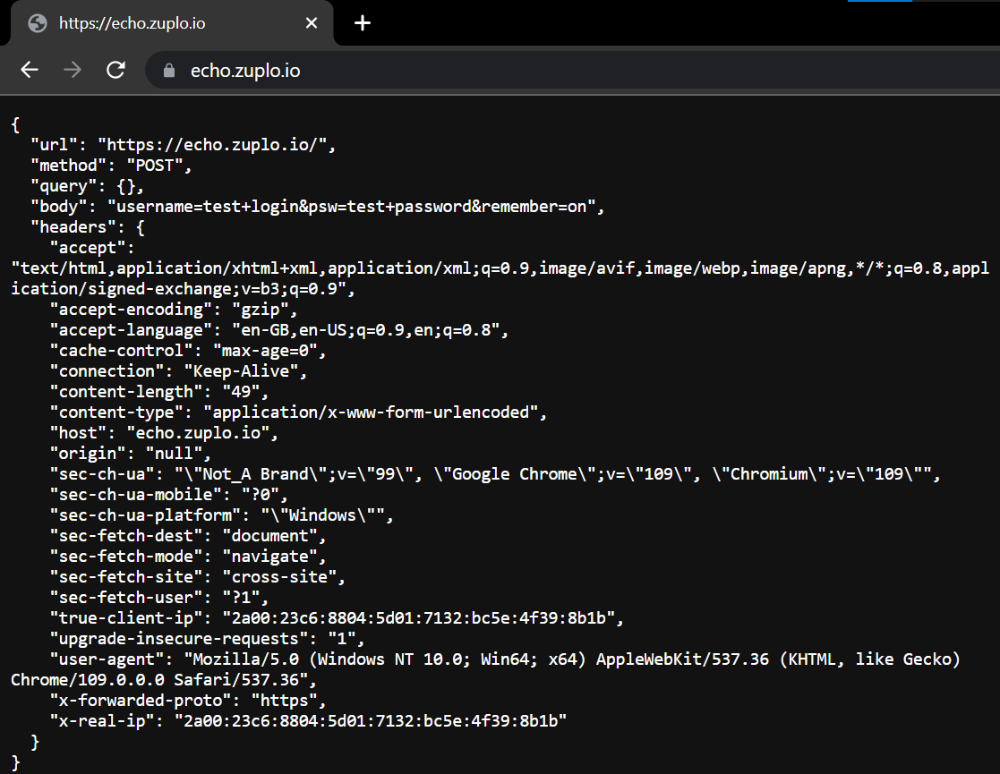 https://echo.zuplo.io
echo.zuplo.io
{
  "url": "https://echo.zuplo.io/",
  "method": "POST",
  "query": {},
  "body": "username=test+login&psw=test+password&remember=on",
  "headers": {
    "accept":
"text/html,application/xhtml+xml,application/xml;q=0.9,image/avif,image/webp,image/apng,*/*;q=0.8,appl
ication/signed-exchange;v=b3;q=0.9",
    "accept-encoding": "gzip",
    "accept-language": "en-GB,en-US;q=0.9,en;q=0.8",
    "cache-control": "max-age=0",
    "connection": "Keep-Alive",
    "content-length": "49",
    "content-type": "application/x-www-form-urlencoded",
    "host": "echo.zuplo.io",
    "origin": "null",
    "sec-ch-ua": "\"Not_A Brand\";v=\"99\", \"Google Chrome\";v=\"109\", \"Chromium\";v=\"109\"",
    "sec-ch-ua-mobile": "?0",
    "sec-ch-ua-platform": "\"Windows\"",
    "sec-fetch-dest": "document",
    "sec-fetch-mode": "navigate",
    "sec-fetch-site": "cross-site",
    "sec-fetch-user": "?1",
    "true-client-ip": "2a00:23c6:8804:5d01:7132:bc5e:4f39:8b1b",
    "upgrade-insecure-requests": "1",
    "user-agent": "Mozilla/5.0 (Windows NT 10.0; Win64; x64) AppleWebKit/537.36 (KHTML, like Gecko)
Chrome/109.0.0.0 Safari/537.36",
    "x-forwarded-proto": "https",
    "x-real-ip": "2a00:23c6:8804:5d01:7132:bc5e:4f39:8b1b"
  }
}